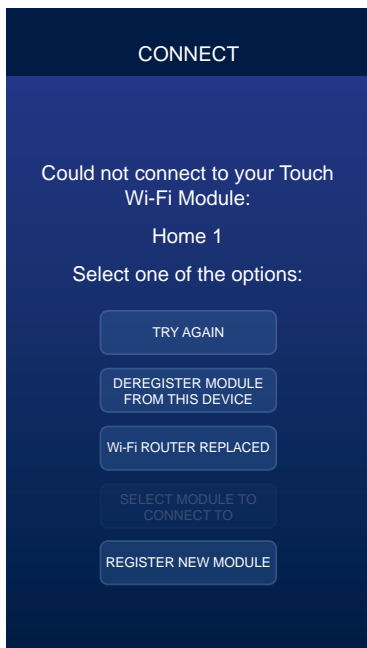 CONNECT
Could not connect to your Touch
Wi-Fi Module:
Home 1
Select one of the options:
TRY AGAIN
DEREGISTER MODULE
FROM THIS DEVICE
Wi-Fi ROUTER REPLACED
SELECT MODULE TO
CONNECT TO
REGISTER NEW MODULE